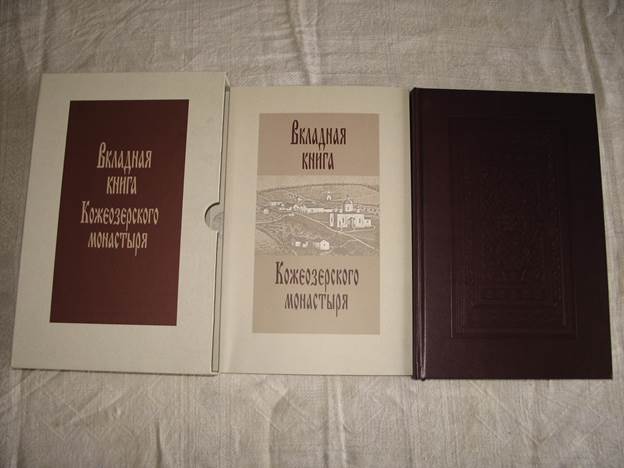 Вкладная
книга
Кожеозерского
монастыря
Вкладная
книга
Кожеозерского
монастыря